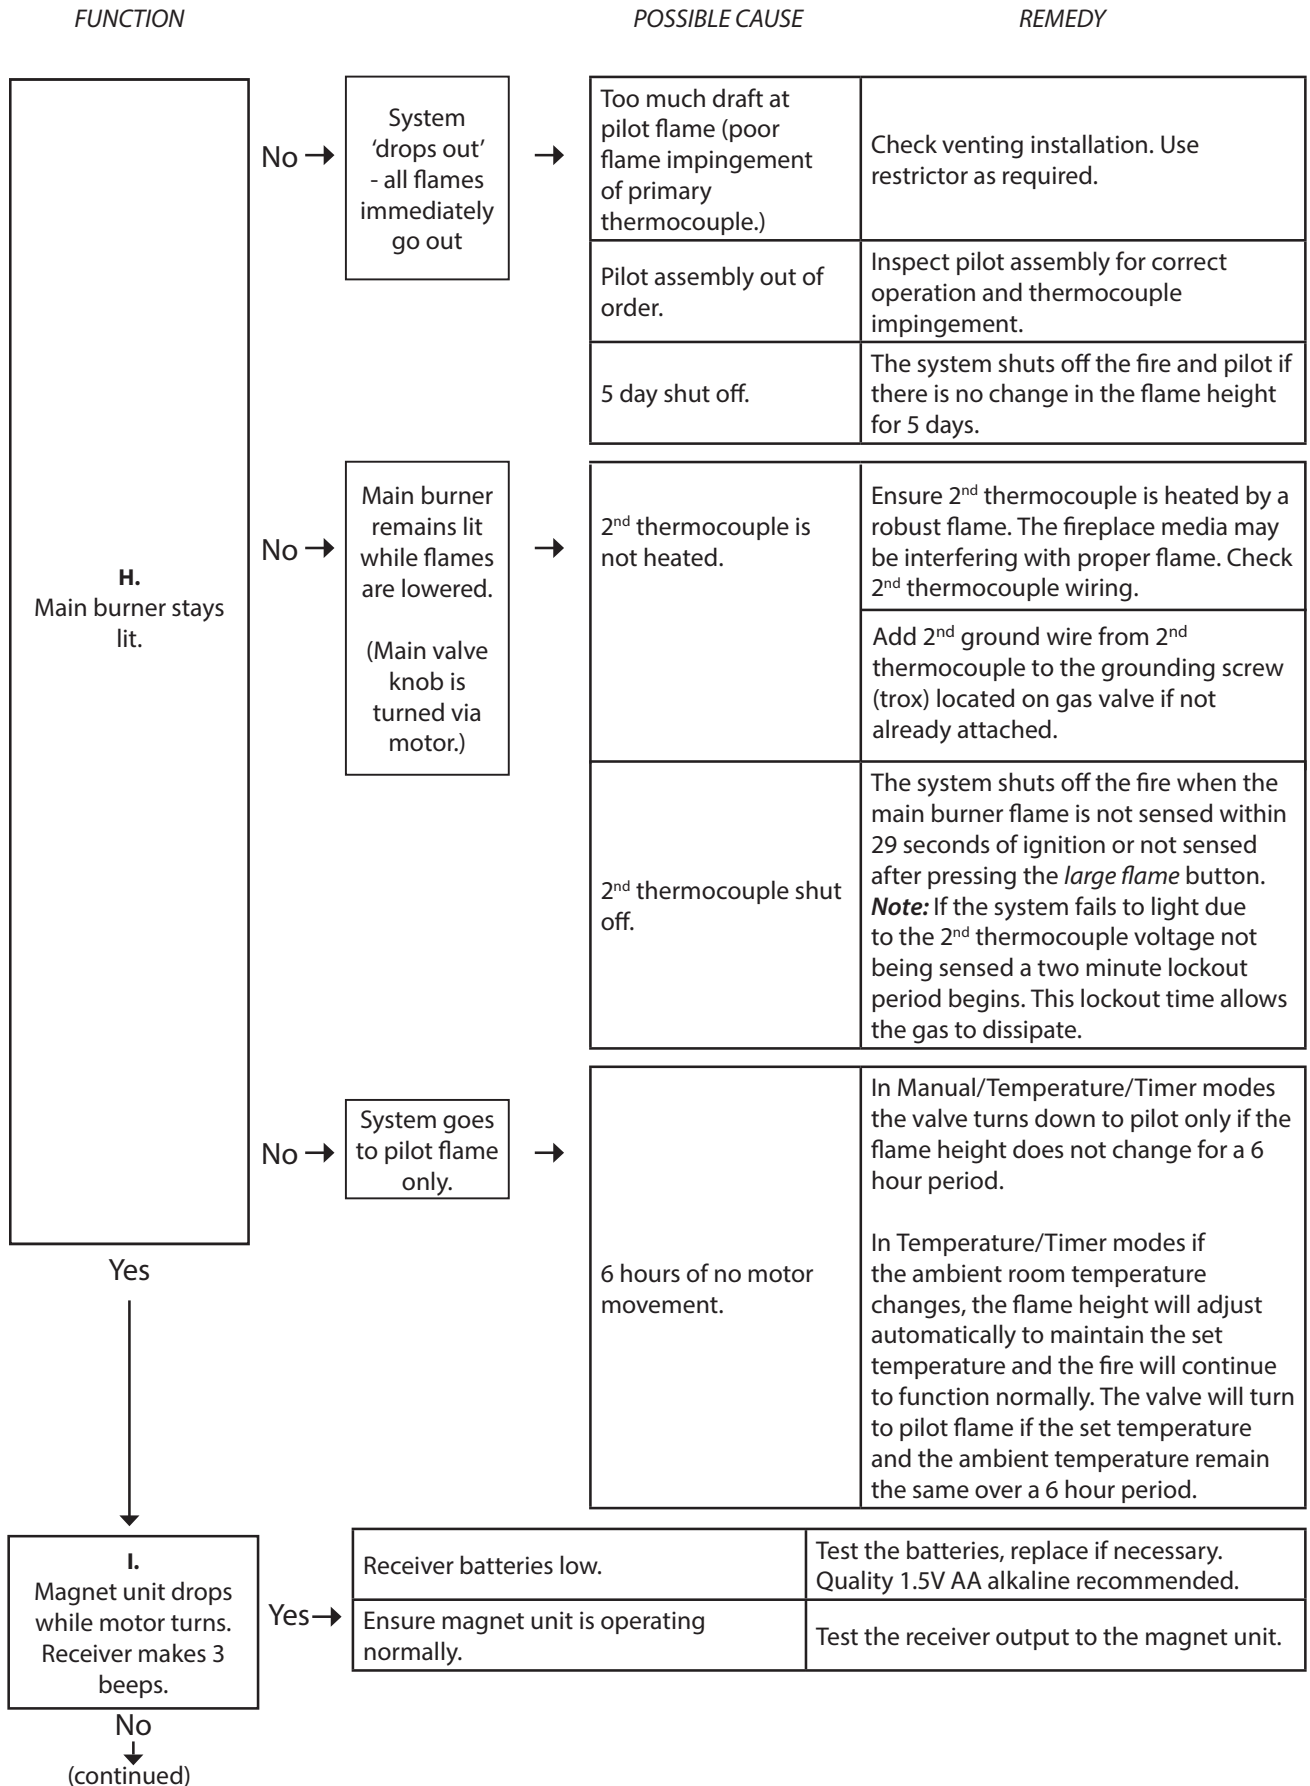 FUNCTION
POSSIBLE CAUSE
REMEDY
H.
Main burner stays
lit.
No
System
‘drops out’
- all flames
immediately
go out
Too much draft at
pilot flame (poor
flame impingement
of primary
thermocouple.)
Check venting installation. Use
restrictor as required.
Pilot assembly out of
order.
Inspect pilot assembly for correct
operation and thermocouple
impingement.
5 day shut off.
The system shuts off the fire and pilot if
there is no change in the flame height
for 5 days.
No
Main burner
remains lit
while flames
are lowered.
(Main valve
knob is
turned via
motor.)
2nd thermocouple is
not heated.
Ensure 2nd thermocouple is heated by a
robust flame. The fireplace media may
be interfering with proper flame. Check
2nd thermocouple wiring.
Add 2nd ground wire from 2nd
thermocouple to the grounding screw
(trox) located on gas valve if not
already attached.
2nd thermocouple shut
off.
The system shuts off the fire when the
main burner flame is not sensed within
29 seconds of ignition or not sensed
after pressing the large flame button.
Note: If the system fails to light due
to the 2nd thermocouple voltage not
being sensed a two minute lockout
period begins. This lockout time allows
the gas to dissipate.
No
System goes
to pilot flame
only.
6 hours of no motor
movement.
In Manual/Temperature/Timer modes
the valve turns down to pilot only if the
flame height does not change for a 6
hour period.
In Temperature/Timer modes if
the ambient room temperature
changes, the flame height will adjust
automatically to maintain the set
temperature and the fire will continue
to function normally. The valve will turn
to pilot flame if the set temperature
and the ambient temperature remain
the same over a 6 hour period.
Yes
I.
Magnet unit drops
while motor turns.
Receiver makes 3
beeps.
Yes
Receiver batteries low.
Test the batteries, replace if necessary.
Quality 1.5V AA alkaline recommended.
Ensure magnet unit is operating
normally.
Test the receiver output to the magnet unit.
No
(continued)